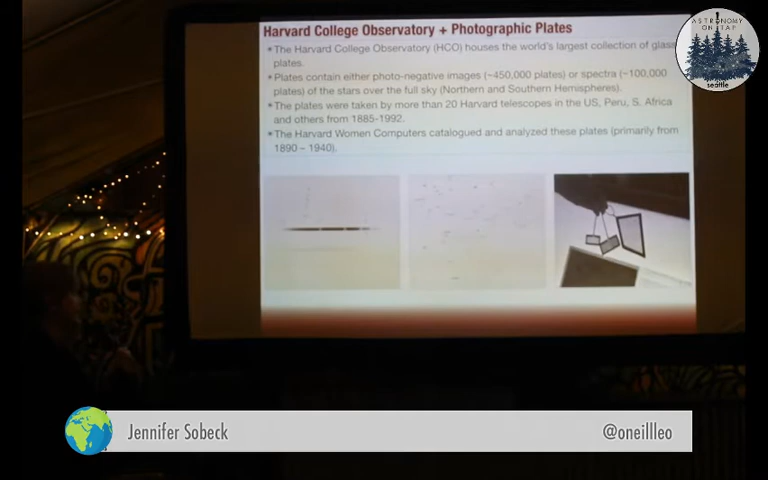 Harvard College Observatory + Photographic Plates
• The Harvard College Observatory (HCO) houses the world's largest collection of glass
plates.
• Plates contain either photo-negative images (~450,000 plates) or spectra (~100,000
plates) of the stars over the full sky (Northern and Southern Hemispheres).
• The plates were taken by more than 20 Harvard telescopes in the US, Peru, S. Africa
and others from 1885-1992.
• The Harvard Women Computers catalogued and analyzed these plates (primarily from
1890 – 1940).
ASTRONOMY
ON TAP
seattle
Jennifer Sobeck
@oneillleo